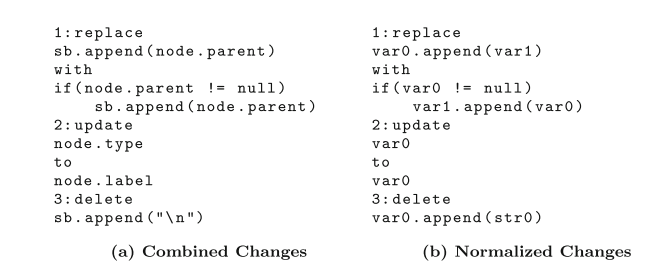 1:replace
sb.append(node.parent)
with
if(node.parent != null)
sb.append(node.parent)
2:update
node.type
to
node.label
3:delete
sb.append("\n")
(a) Combined Changes
1:replace
var0.append(var1)
with
if(var0 != null)
var1.append(var0)
2:update
var0
to
var0
3:delete
var0.append(str0)
(b) Normalized Changes